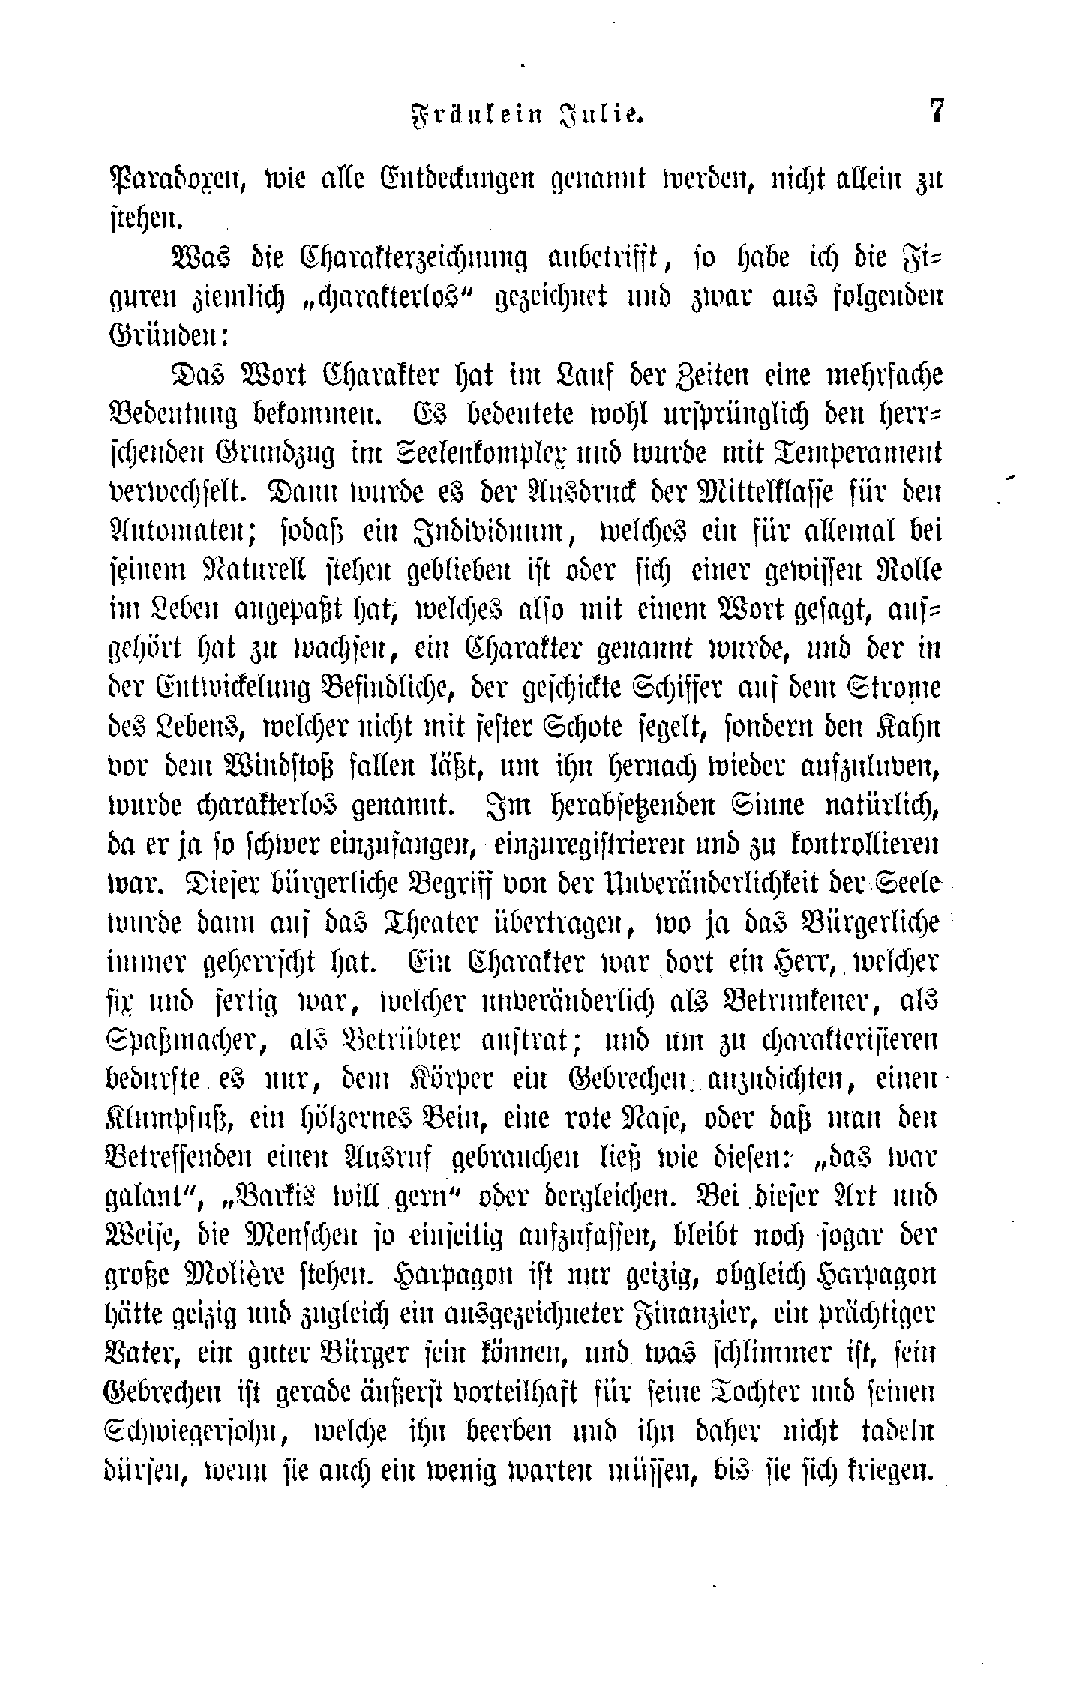 Fräulein Julie. 7
Paradoxen, wie alle Entdeckungen genannt werden, nicht allein zu
stehen.
Was die Charakterzeichnung anbetrifft, so habe ich die Fi-
guren ziemlich „charakterlos“ gezeichnet und zwar aus folgenden
Gründen:
Das Wort Charakter hat im Lauf der Zeiten eine mehrfache
Bedeutung bekommen. Es bedeutete wohl ursprünglich den herr-
schenden Grundzug im Seelenkomplex und wurde mit Temperament
verwechselt. Dann wurde es der Ausdruck der Mittelklasse für den
Automaten; sodaß ein Individuum, welches ein für allemal bei
seinem Naturell stehen geblieben ist oder sich einer gewissen Rolle
im Leben angepaßt hat, welches also mit einem Wort gesagt, auf-
gehört hat zu wachsen, ein Charakter genannt wurde, und der in
der Entwickelung Befindliche, der geschickte Schiffer auf dem Strome
des Lebens, welcher nicht mit fester Schote segelt, sondern den Kahn
vor dem Windstoß fallen läßt, um ihn hernach wieder aufzuluven,
wurde charakterlos genannt. Im herabsetzenden Sinne natürlich,
da er ja so schwer einzufangen, einzuregistrieren und zu kontrollieren
war. Dieser bürgerliche Begriff von der Unveränderlichkeit der Seele
wurde dann auf das Theater übertragen, wo ja das Bürgerliche
immer geherrscht hat. Ein Charakter war dort ein Herr, welcher
fix und fertig war, welcher unveränderlich als Betrunkener, als
Spaßmacher, als Betrübter auftrat; und um zu charakterisieren
bedurfte es nur, dem Körper ein Gebrechen anzudichten, einen
Klumpfuß, ein hölzernes Bein, eine rote Nase, oder daß man den
Betreffenden einen Ausruf gebrauchen ließ wie diesen: „das war
galant“, „Barkis will gern“ oder dergleichen. Bei dieser Art und
Weise, die Menschen so einseitig aufzufassen, bleibt noch sogar der
große Molière stehen. Harpagon ist nur geizig, obgleich Harpagon
hätte geizig und zugleich ein ausgezeichneter Finanzier, ein prächtiger
Vater, ein guter Bürger sein können, und was schlimmer ist, sein
Gebrechen ist gerade äußerst vorteilhaft für seine Tochter und seinen
Schwiegersohn, welche ihn beerben und ihn daher nicht tadeln
dürfen, wenn sie auch ein wenig warten müssen, bis sie sich kriegen.